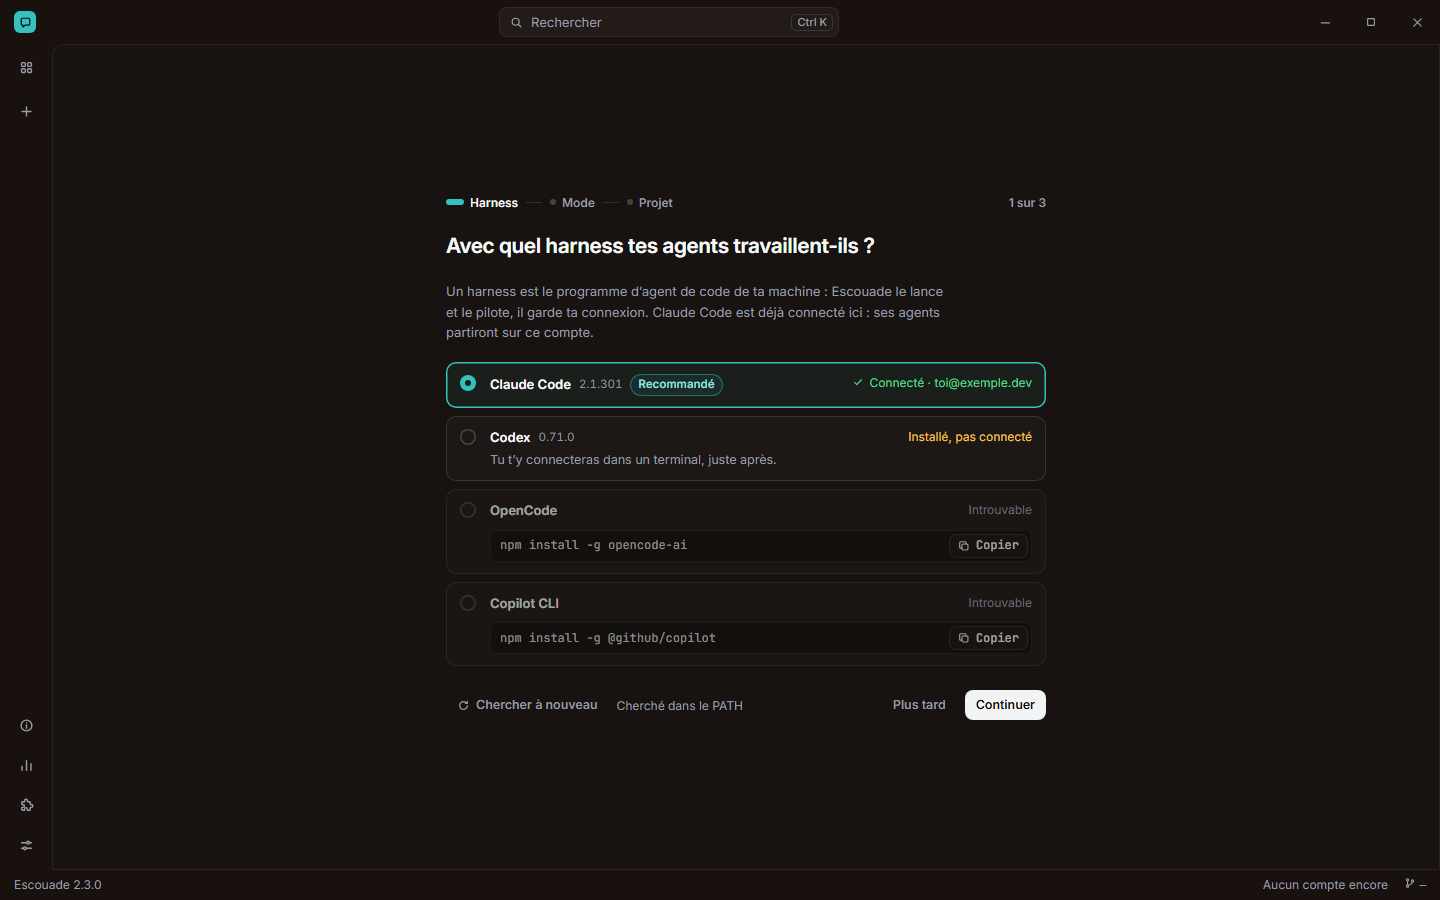 Rechercher
Ctrl K
Harness
Mode
Projet
1 sur 3
Avec quel harness tes agents travaillent-ils ?
Un harness est le programme d’agent de code de ta machine : Escouade le lance
et le pilote, il garde ta connexion. Claude Code est déjà connecté ici : ses agents
partiront sur ce compte.
Claude Code 2.1.301 Recommandé
Connecté · toi@exemple.dev
Codex 0.71.0
Installé, pas connecté
Tu t’y connecteras dans un terminal, juste après.
OpenCode
Introuvable
npm install -g opencode-ai
Copier
Copilot CLI
Introuvable
npm install -g @github/copilot
Copier
Chercher à nouveau
Cherché dans le PATH
Plus tard
Continuer
Escouade 2.3.0
Aucun compte encore
–